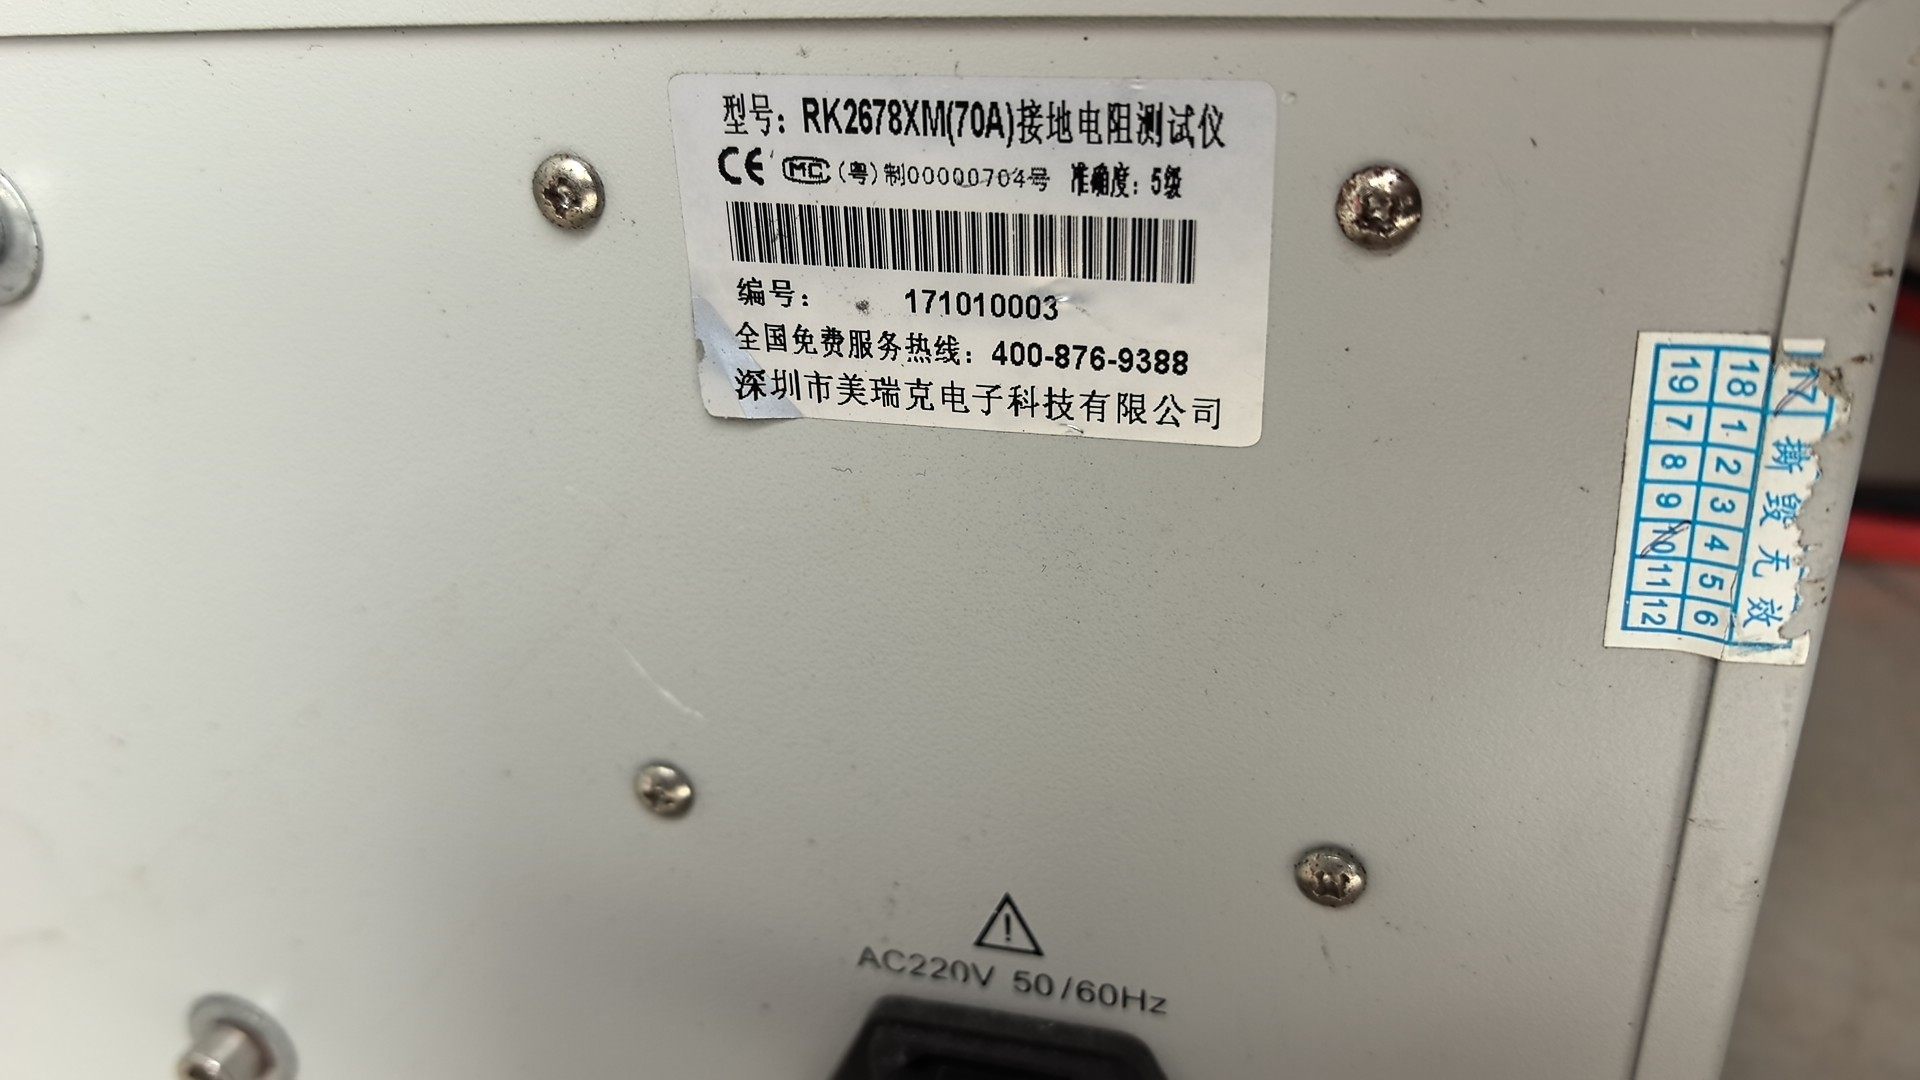 型号：RK2678XM(70A)接地电阻测试仪
CE MC (粤)制00000704号 准确度：5级
编号： 171010003
全国免费服务热线：400-876-9388
深圳市美瑞克电子科技有限公司
17 撕毁无效
18 1 2 3 4 5 6
19 7 8 9 10 11 12
AC220V 50/60Hz